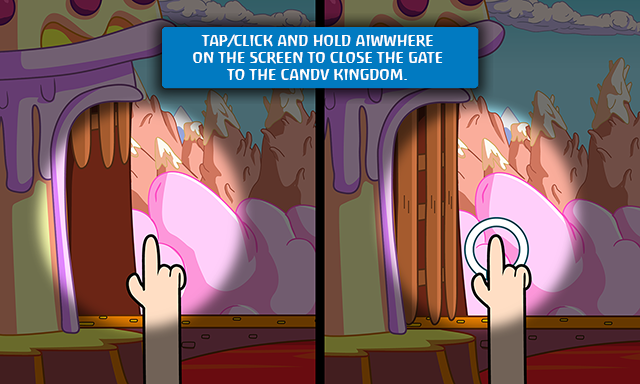 TAP/CLICK AND HOLD AIWWHERE
ON THE SCREEN TO CLOSE THE GATE
TO THE CANDV KINGDOM.